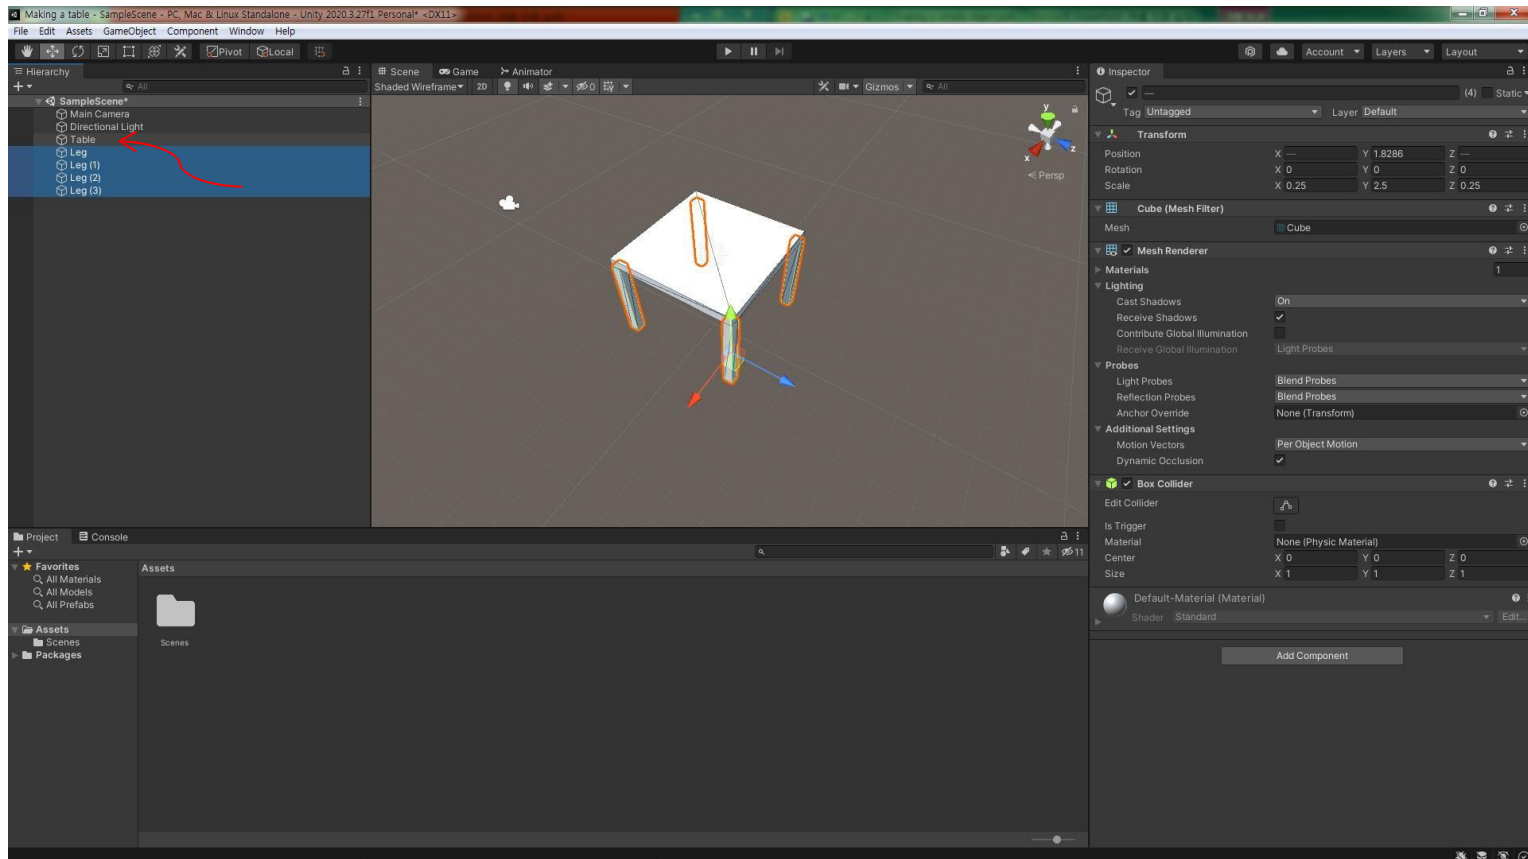 Making a table - SampleScene - PC, Mac & Linux Standalone - Unity 2020.3.27f1 Personal* <DX11>
File Edit Assets GameObject Component Window Help
Pivot Local Account Layers Layout
Hierarchy
All
SampleScene*
Main Camera
Directional Light
Table
Leg
Leg (1)
Leg (2)
Leg (3)
Scene Game Animator
Shaded Wireframe 2D 0 Gizmos All
y
x
z
Persp
Inspector
— (4) Static
Tag Untagged Layer Default
Transform
Position X — Y 1.8286 Z —
Rotation X 0 Y 0 Z 0
Scale X 0.25 Y 2.5 Z 0.25
Cube (Mesh Filter)
Mesh Cube
Mesh Renderer
Materials 1
Lighting
Cast Shadows On
Receive Shadows
Contribute Global Illumination
Receive Global Illumination Light Probes
Probes
Light Probes Blend Probes
Reflection Probes Blend Probes
Anchor Override None (Transform)
Additional Settings
Motion Vectors Per Object Motion
Dynamic Occlusion
Box Collider
Edit Collider
Is Trigger
Material None (Physic Material)
Center X 0 Y 0 Z 0
Size X 1 Y 1 Z 1
Default-Material (Material)
Shader Standard Edit...
Add Component
Project Console
11
Favorites
All Materials
All Models
All Prefabs
Assets
Scenes
Packages
Assets
Scenes